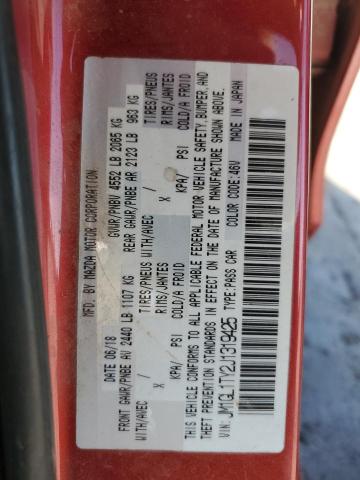 MFD. BY MAZDA MOTOR CORPORATION
DATE 06/18 GVWR/PNBV 4552 LB 2065 KG
FRONT GAWR/PNBE AV 2440 LB 1107 KG REAR GAWR/PNBE AR 2123 LB 963 KG
WITH/AVEC TIRES/PNEUS WITH/AVEC TIRES/PNEUS
X RIMS/JANTES X RIMS/JANTES
KPA/ PSI COLD/A FROID KPA/ PSI COLD/A FROID
THIS VEHICLE CONFORMS TO ALL APPLICABLE FEDERAL MOTOR VEHICLE SAFETY, BUMPER, AND
THEFT PREVENTION STANDARDS IN EFFECT ON THE DATE OF MANUFACTURE SHOWN ABOVE.
VIN: JM1GL1TY2J1319425 TYPE: PASS CAR COLOR CODE: 46V MADE IN JAPAN